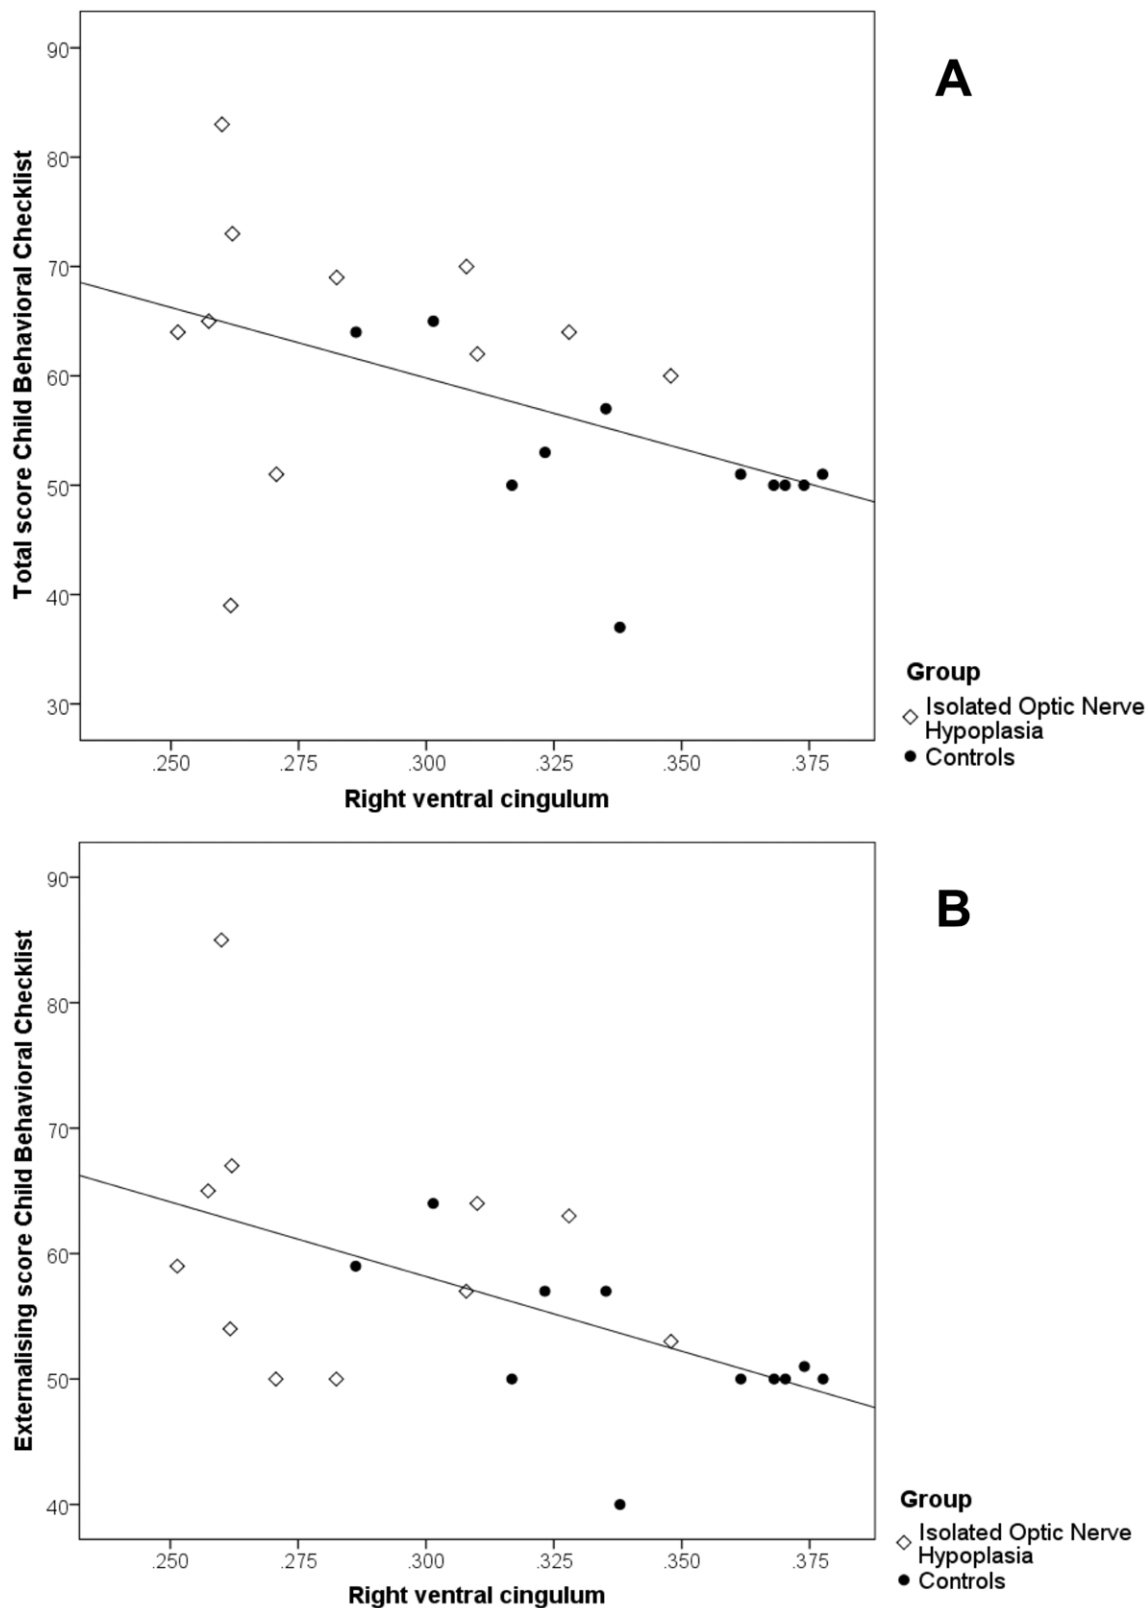 A
90
80
70
60
50
40
30
Total score Child Behavioral Checklist
.250 .275 .300 .325 .350 .375
Right ventral cingulum
Group
Isolated Optic Nerve
Hypoplasia
Controls
B
90
80
70
60
50
40
Externalising score Child Behavioral Checklist
.250 .275 .300 .325 .350 .375
Right ventral cingulum
Group
Isolated Optic Nerve
Hypoplasia
Controls